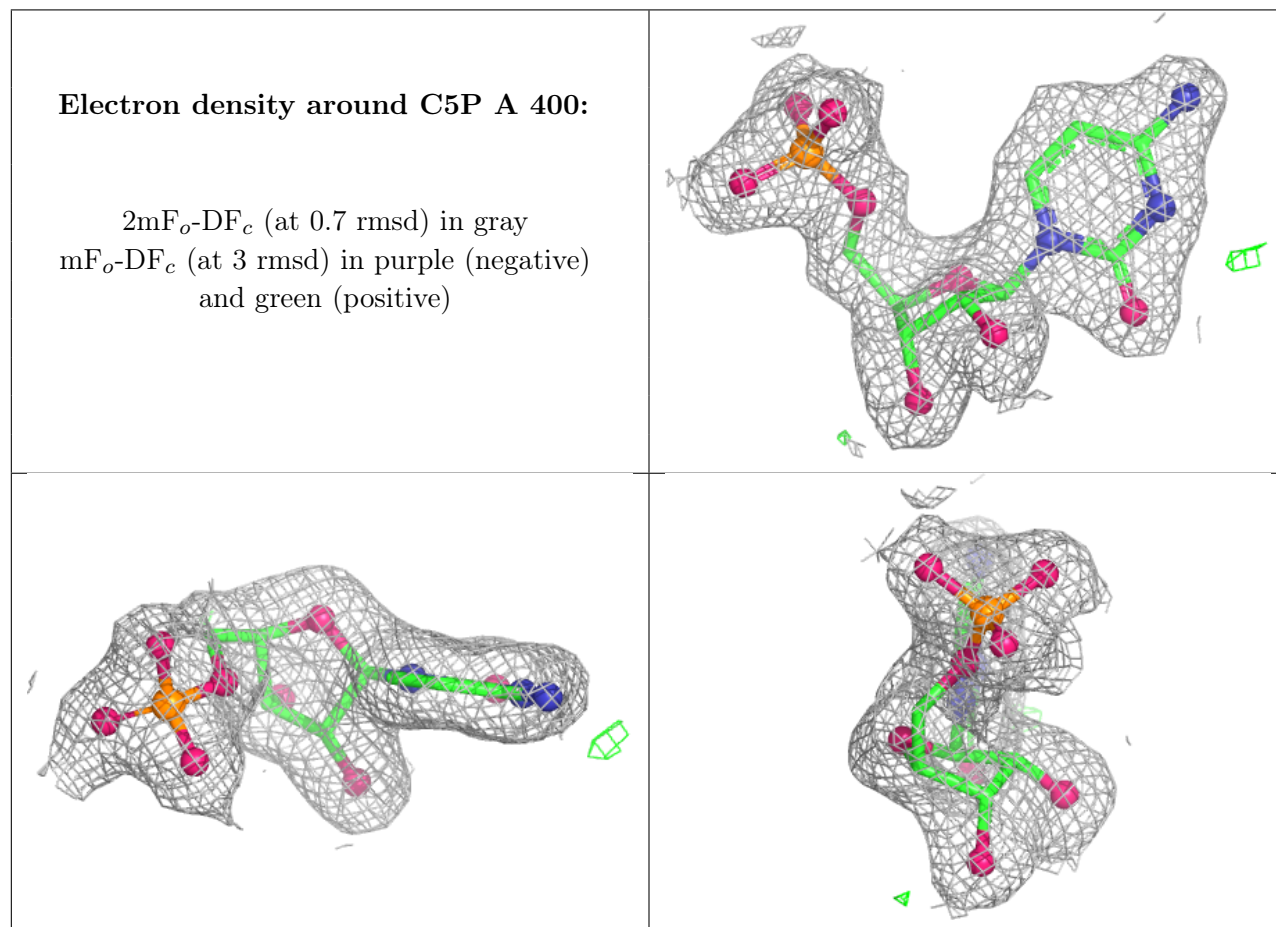 Electron density around C5P A 400:
2mFo-DFc (at 0.7 rmsd) in gray
mFo-DFc (at 3 rmsd) in purple (negative)
and green (positive)